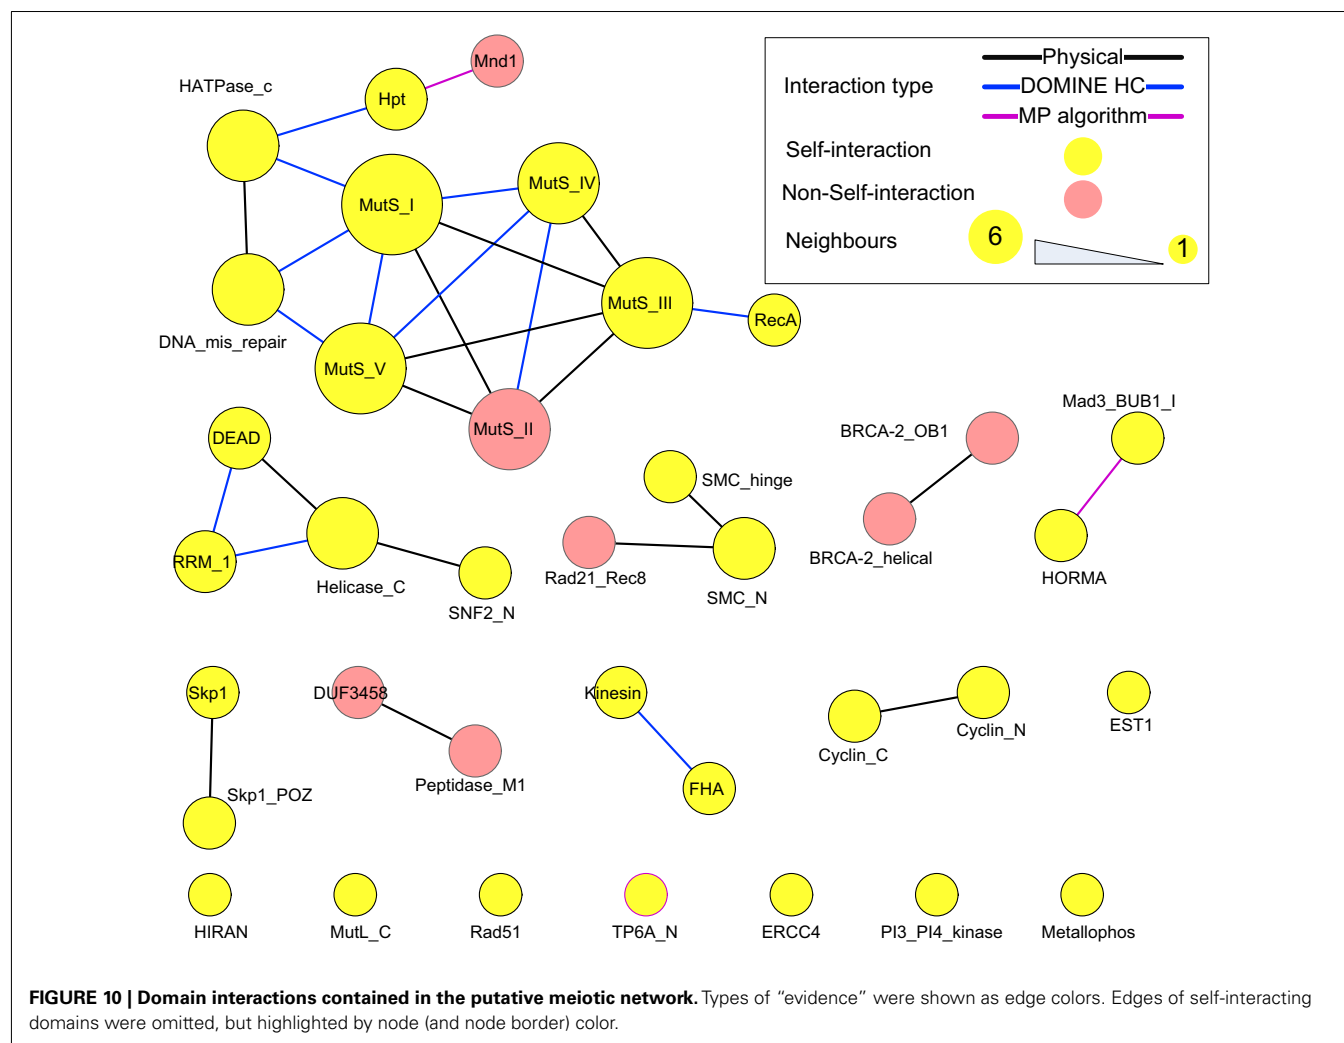 Mnd1
HATPase_c
Hpt
Interaction type
Physical
DOMINE HC
MP algorithm
Self-interaction
Non-Self-interaction
Neighbours
6
1
MutS_I
MutS_IV
MutS_III
RecA
DNA_mis_repair
MutS_V
MutS_II
DEAD
RRM_1
Helicase_C
SNF2_N
SMC_hinge
Rad21_Rec8
SMC_N
BRCA-2_OB1
BRCA-2_helical
Mad3_BUB1_I
HORMA
Skp1
Skp1_POZ
DUF3458
Peptidase_M1
Kinesin
FHA
Cyclin_C
Cyclin_N
EST1
HIRAN
MutL_C
Rad51
TP6A_N
ERCC4
PI3_PI4_kinase
Metallophos
FIGURE 10 | Domain interactions contained in the putative meiotic network. Types of “evidence” were shown as edge colors. Edges of self-interacting
domains were omitted, but highlighted by node (and node border) color.